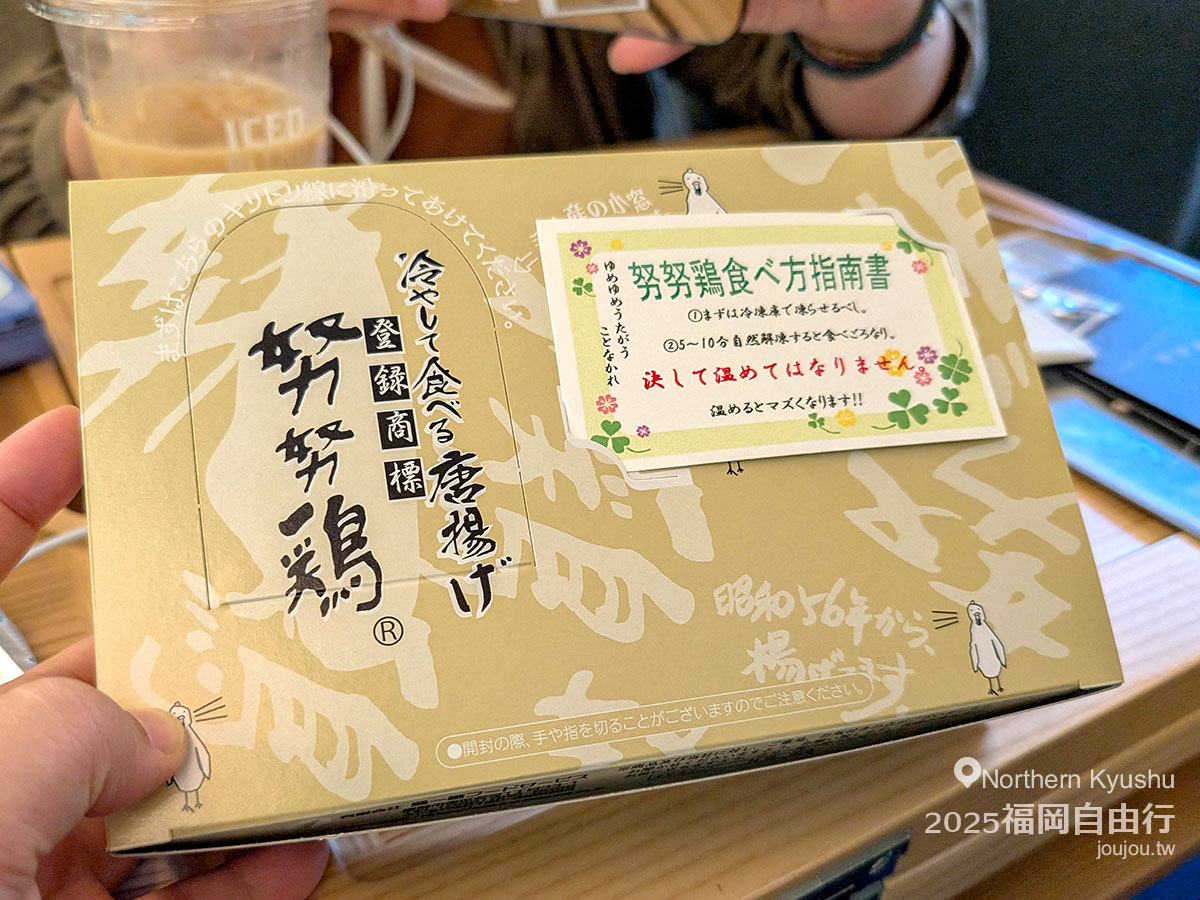 ICED
まずはこちらのキリトリ線に沿ってあけてください。
の小窓
冷やして食べる唐揚げ
登録商標
努努鶏
®
ゆめゆめうたがう
ことなかれ
努努鶏食べ方指南書
①まずは冷凍庫で凍らせるべし。
②5〜10分自然解凍すると食べごろなり。
決して温めてはなりません。
温めるとマズくなります!!
昭和56年から、
揚げてます
●開封の際、手や指を切ることがございますのでご注意ください。
Northern Kyushu
2025福岡自由行
joujou.tw